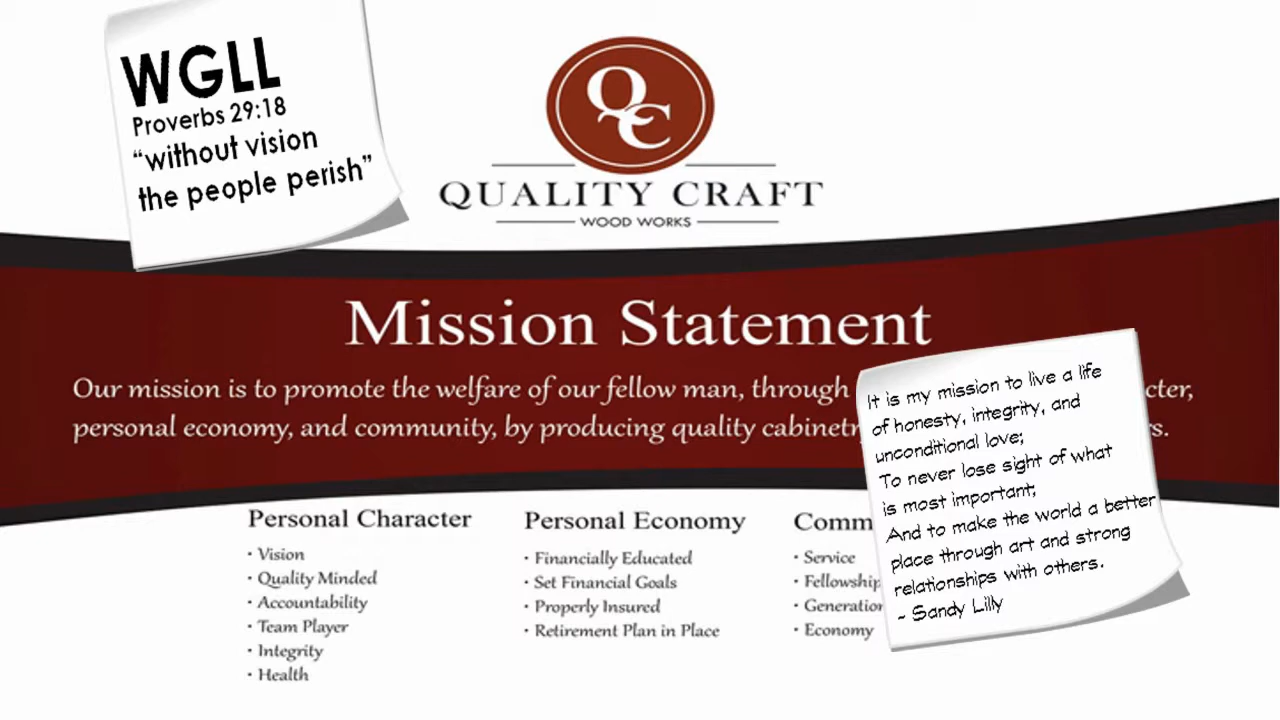 WGLL
Proverbs 29:18
“without vision
the people perish”
QC
QUALITY CRAFT
WOOD WORKS
Mission Statement
Our mission is to promote the welfare of our fellow man, through
personal economy, and community, by producing quality
It is my mission to live a life
of honesty, integrity, and
unconditional love;
To never lose sight of what
is most important;
And to make the world a better
place through art and strong
relationships with others.
~ Sandy Lilly
Personal Character
· Vision
· Quality Minded
· Accountability
· Team Player
· Integrity
· Health
Personal Economy
· Financially Educated
· Set Financial Goals
· Properly Insured
· Retirement Plan in Place
· Service
· Fellowship
· Economy